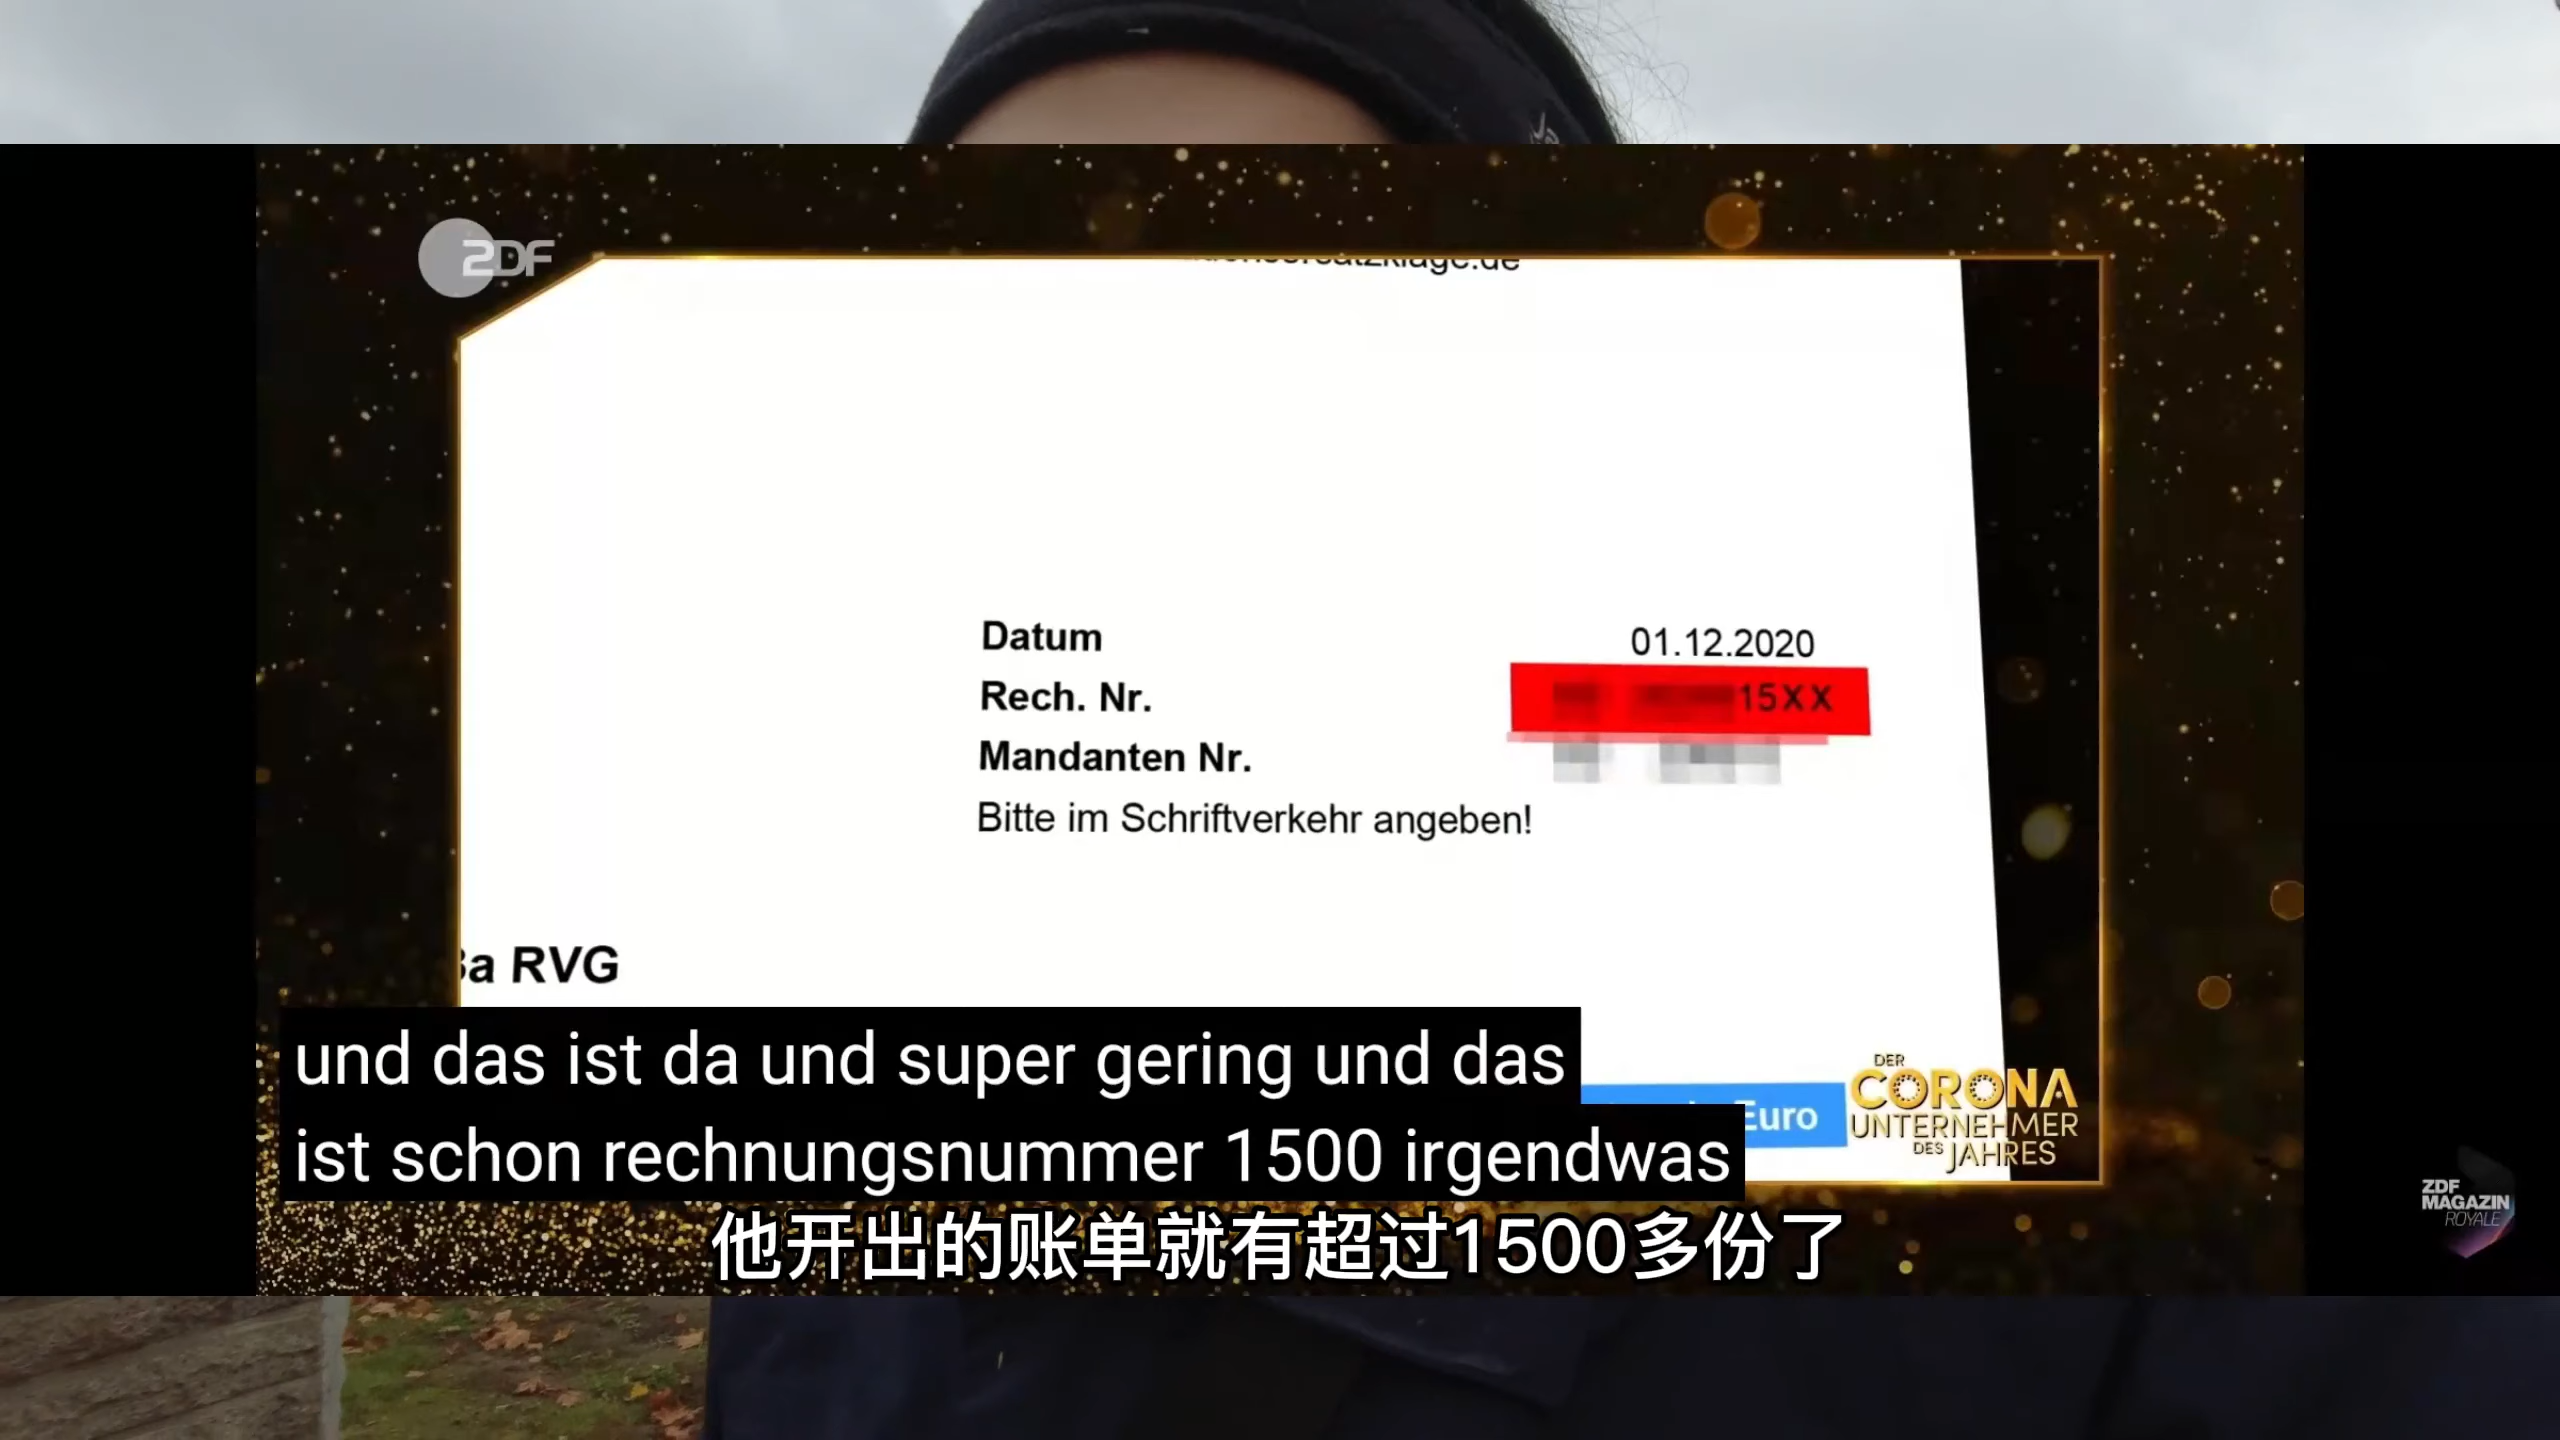 ZDF
Datum 01.12.2020
Rech. Nr. 15XX
Mandanten Nr.
Bitte im Schriftverkehr angeben!
RVG
Euro
DER
CORONA
UNTERNEHMER
DES JAHRES
und das ist da und super gering und das
ist schon rechnungsnummer 1500 irgendwas
ZDF
MAGAZIN
ROYALE
他开出的账单就有超过1500多份了